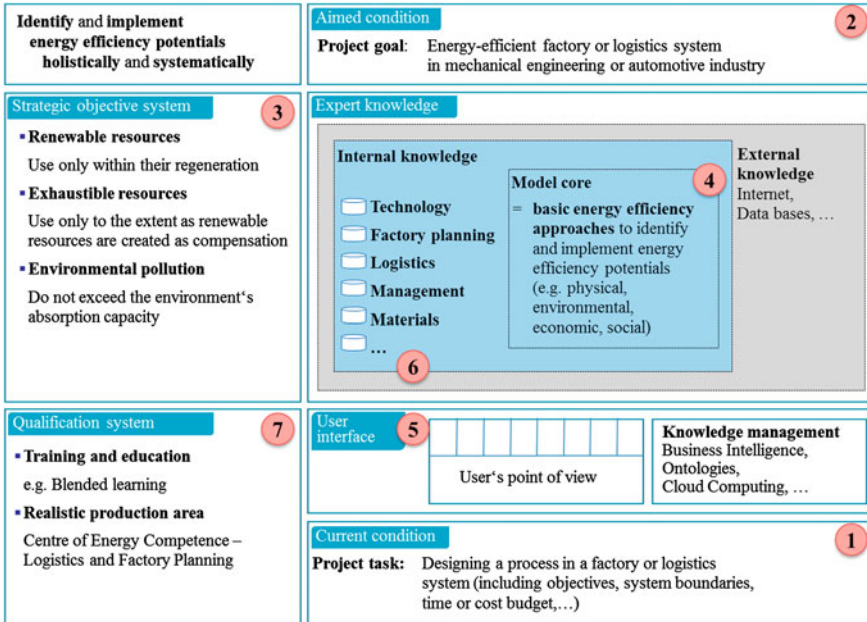 Identify and implement
energy efficiency potentials
holistically and systematically
Aimed condition
2
Project goal: Energy-efficient factory or logistics system
in mechanical engineering or automotive industry
Strategic objective system
3
▪ Renewable resources
Use only within their regeneration
▪ Exhaustible resources
Use only to the extent as renewable
resources are created as compensation
▪ Environmental pollution
Do not exceed the environment‘s
absorption capacity
Expert knowledge
Internal knowledge
Technology
Factory planning
Logistics
Management
Materials
…
6
Model core
4
= basic energy efficiency
approaches to identify
and implement energy
efficiency potentials
(e.g. physical,
environmental,
economic, social)
External
knowledge
Internet,
Data bases, …
Qualification system
7
▪ Training and education
e.g. Blended learning
▪ Realistic production area
Centre of Energy Competence –
Logistics and Factory Planning
User
interface
5
User‘s point of view
Knowledge management
Business Intelligence,
Ontologies,
Cloud Computing, …
Current condition
1
Project task: Designing a process in a factory or logistics
system (including objectives, system boundaries,
time or cost budget,…)